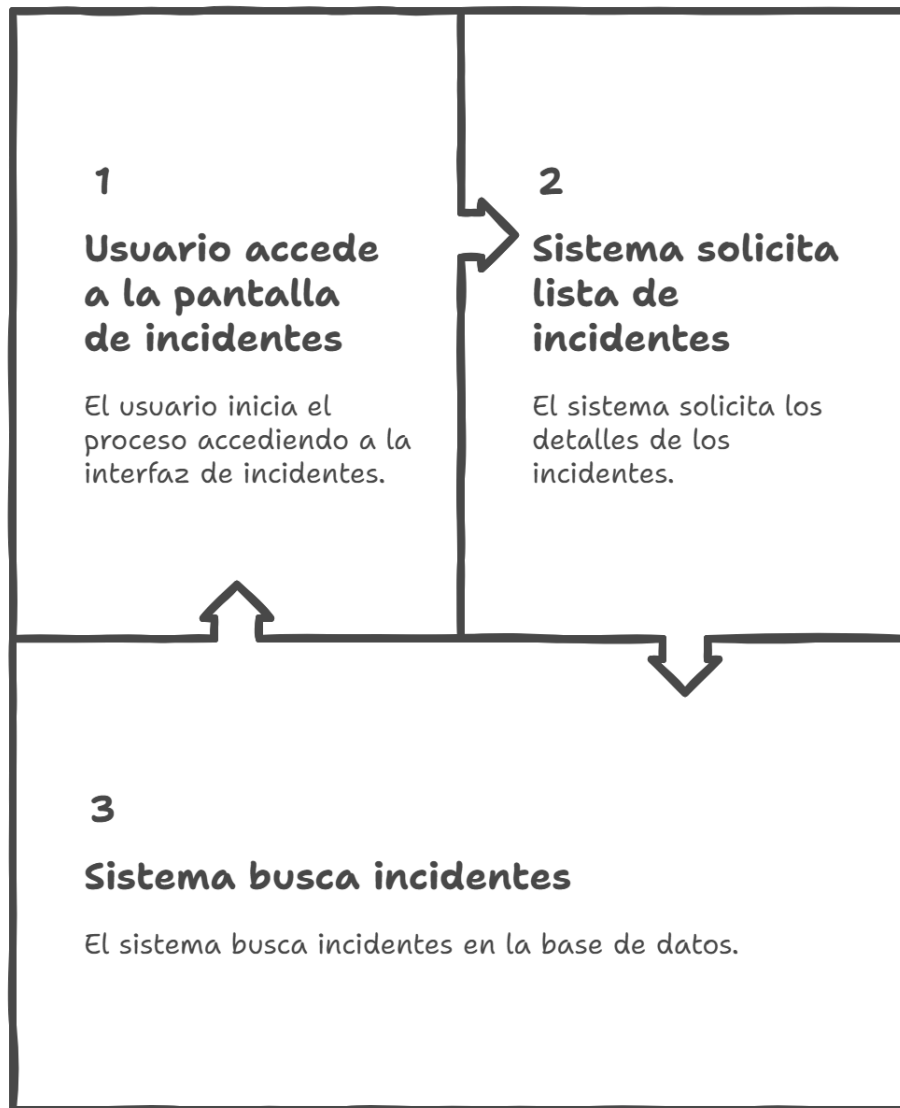 1
Usuario accede
a la pantalla
de incidentes
El usuario inicia el
proceso accediendo a la
interfaz de incidentes.
2
Sistema solicita
lista de
incidentes
El sistema solicita los
detalles de los
incidentes.
3
Sistema busca incidentes
El sistema busca incidentes en la base de datos.